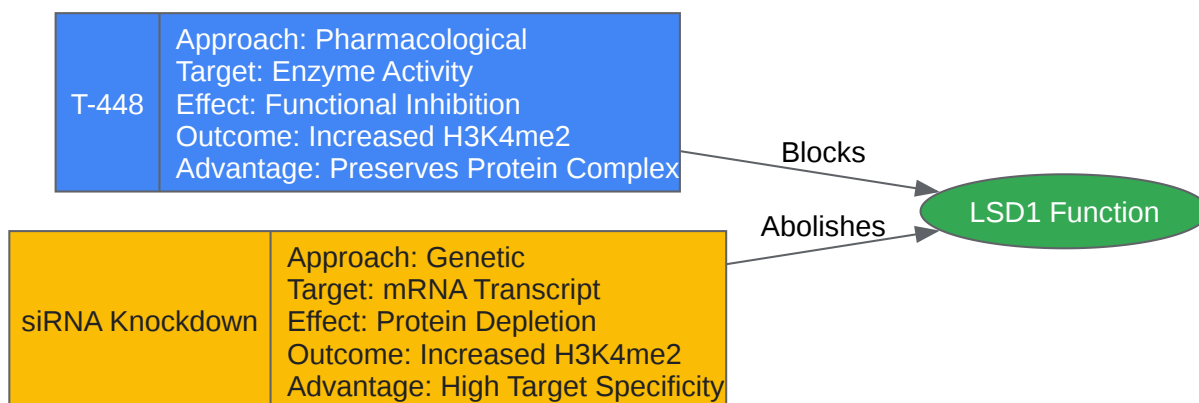 T-448
Approach: Pharmacological
Target: Enzyme Activity
Effect: Functional Inhibition
Outcome: Increased H3K4me2
Advantage: Preserves Protein Complex
Blocks
LSD1 Function
Abolishes
siRNA Knockdown
Approach: Genetic
Target: mRNA Transcript
Effect: Protein Depletion
Outcome: Increased H3K4me2
Advantage: High Target Specificity